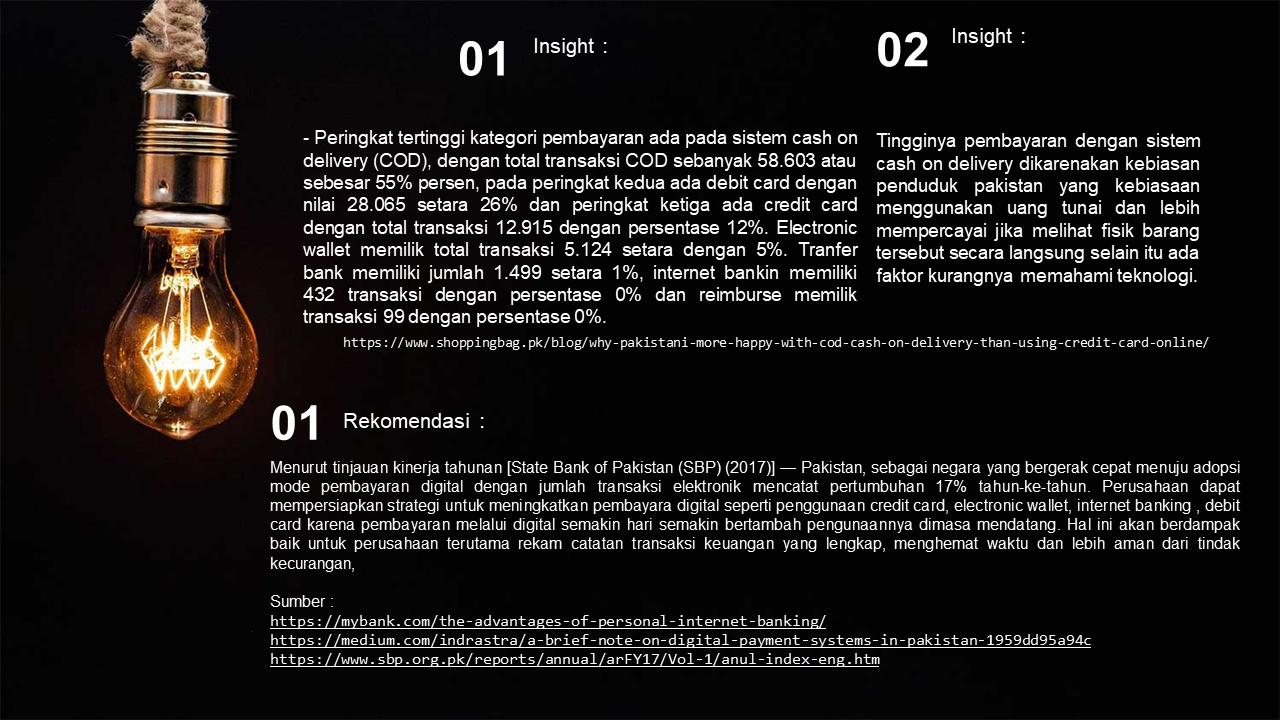 01
Insight :
- Peringkat tertinggi kategori pembayaran ada pada sistem cash on
delivery (COD), dengan total transaksi COD sebanyak 58.603 atau
sebesar 55% persen, pada peringkat kedua ada debit card dengan
nilai 28.065 setara 26% dan peringkat ketiga ada credit card
dengan total transaksi 12.915 dengan persentase 12%. Electronic
wallet memilik total transaksi 5.124 setara dengan 5%. Tranfer
bank memiliki jumlah 1.499 setara 1%, internet bankin memiliki
432 transaksi dengan persentase 0% dan reimburse memilik
transaksi 99 dengan persentase 0%.
02
Insight :
Tingginya pembayaran dengan sistem
cash on delivery dikarenakan kebiasan
penduduk pakistan yang kebiasaan
menggunakan uang tunai dan lebih
mempercayai jika melihat fisik barang
tersebut secara langsung selain itu ada
faktor kurangnya memahami teknologi.
https://www.shoppingbag.pk/blog/why-pakistani-more-happy-with-cod-cash-on-delivery-than-using-credit-card-online/
01
Rekomendasi :
Menurut tinjauan kinerja tahunan [State Bank of Pakistan (SBP) (2017)] — Pakistan, sebagai negara yang bergerak cepat menuju adopsi
mode pembayaran digital dengan jumlah transaksi elektronik mencatat pertumbuhan 17% tahun-ke-tahun. Perusahaan dapat
mempersiapkan strategi untuk meningkatkan pembayara digital seperti penggunaan credit card, electronic wallet, internet banking , debit
card karena pembayaran melalui digital semakin hari semakin bertambah pengunaannya dimasa mendatang. Hal ini akan berdampak
baik untuk perusahaan terutama rekam catatan transaksi keuangan yang lengkap, menghemat waktu dan lebih aman dari tindak
kecurangan,
Sumber :
https://mybank.com/the-advantages-of-personal-internet-banking/
https://medium.com/indrastra/a-brief-note-on-digital-payment-systems-in-pakistan-1959dd95a94c
https://www.sbp.org.pk/reports/annual/arFY17/Vol-1/anul-index-eng.htm